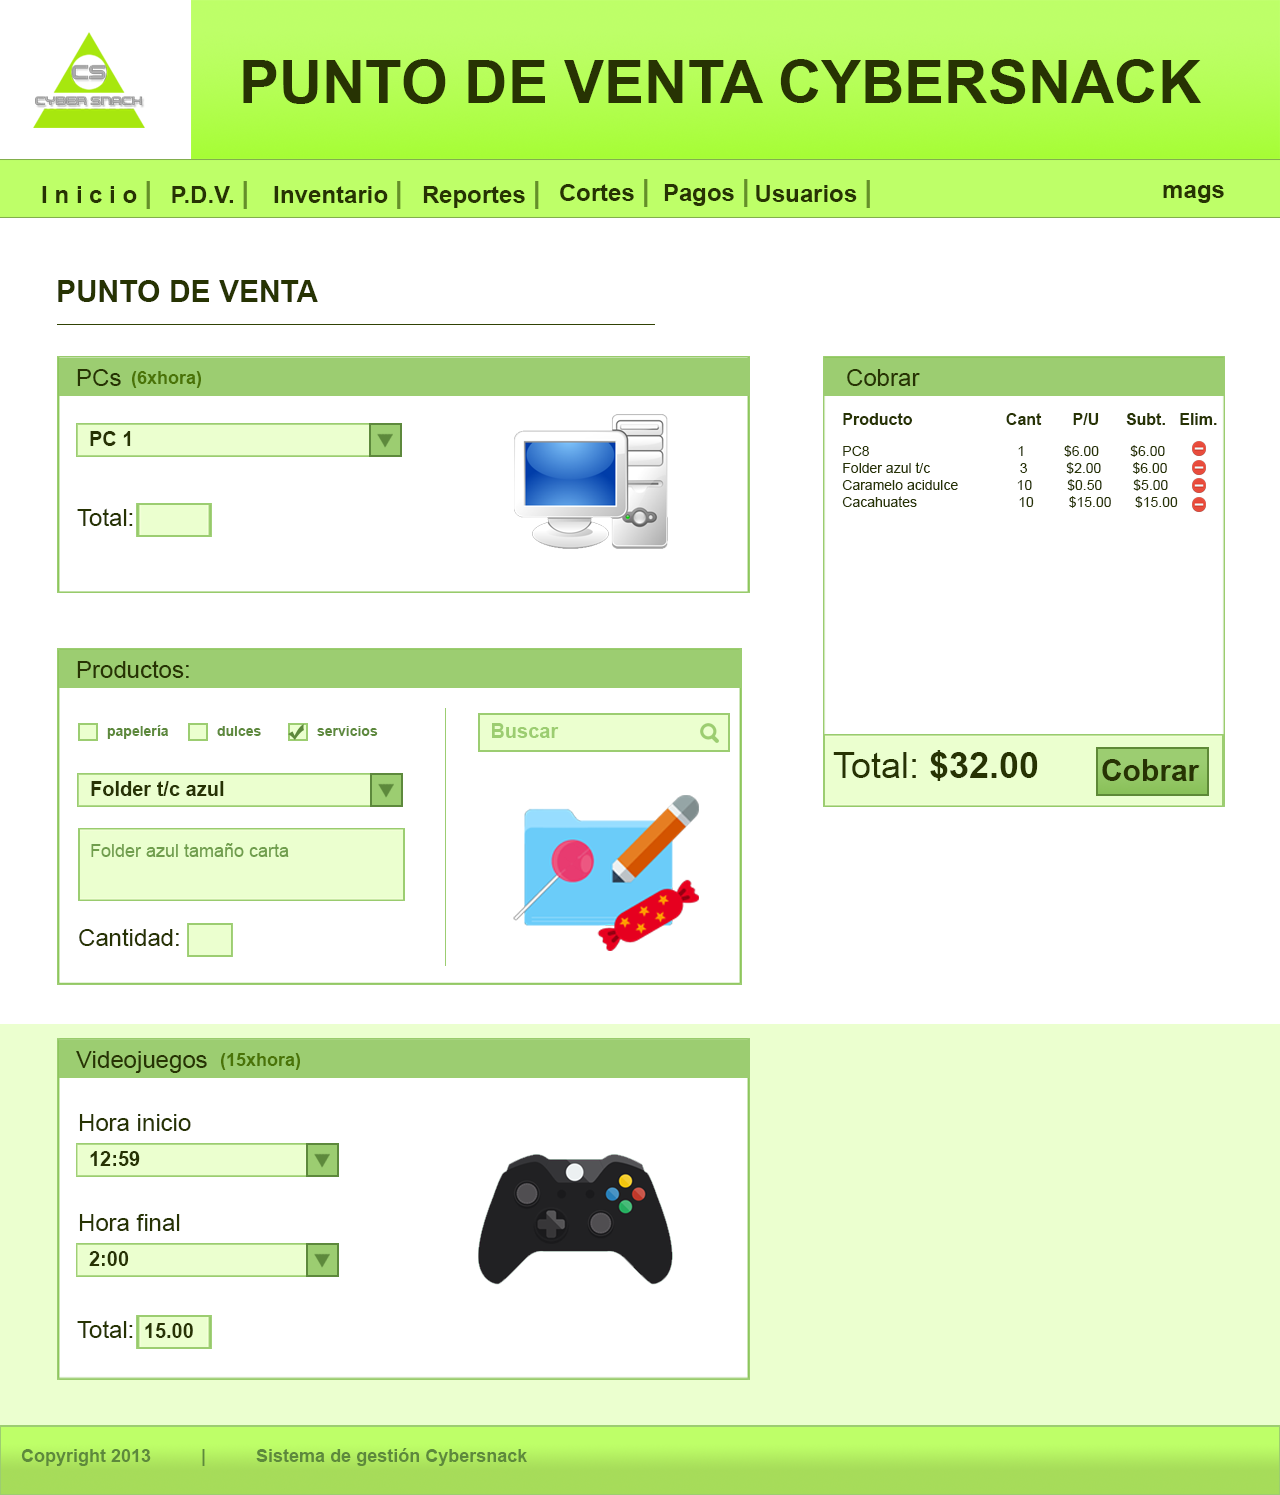 CS
CYBER SNACK
PUNTO DE VENTA CYBERSNACK
Inicio | P.D.V. | Inventario | Reportes | Cortes | Pagos | Usuarios | mags
PUNTO DE VENTA
PCs (6xhora)
PC 1
Total:
Cobrar
Producto Cant P/U Subt. Elim.
PC8 1 $6.00 $6.00
Folder azul t/c 3 $2.00 $6.00
Caramelo acidulce 10 $0.50 $5.00
Cacahuates 10 $15.00 $15.00
Total: $32.00 Cobrar
Productos:
papelería dulces servicios
Buscar
Folder t/c azul
Folder azul tamaño carta
Cantidad:
Videojuegos (15xhora)
Hora inicio
12:59
Hora final
2:00
Total: 15.00
Copyright 2013 | Sistema de gestión Cybersnack